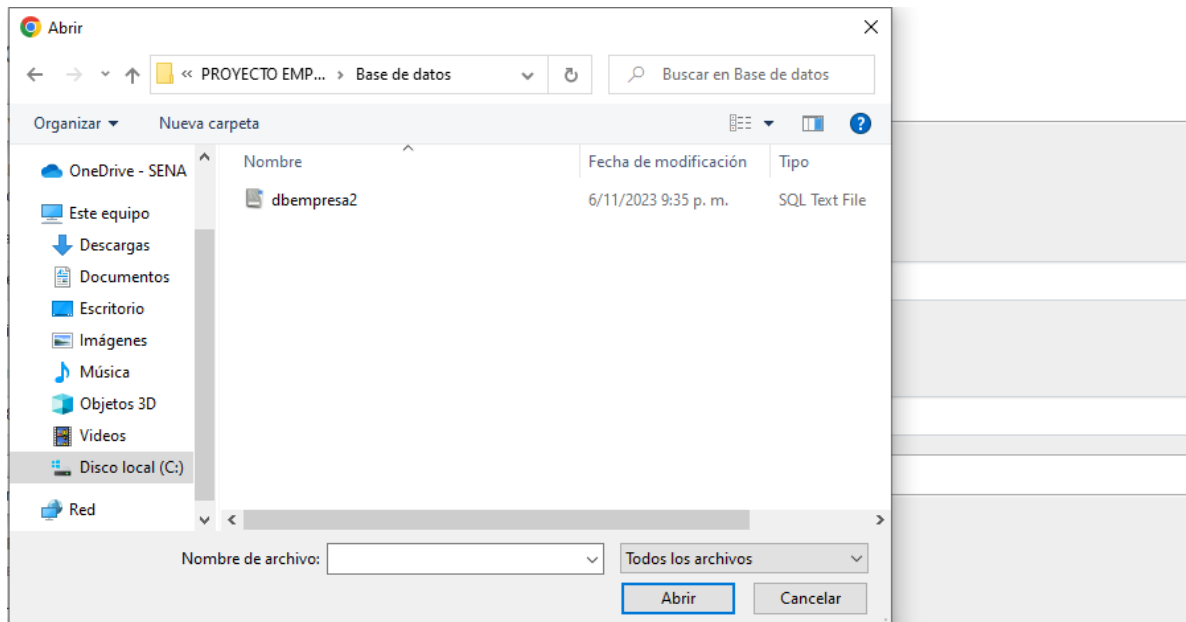 Abrir
« PROYECTO EMP... › Base de datos
Buscar en Base de datos
Organizar
Nueva carpeta
OneDrive - SENA
Este equipo
Descargas
Documentos
Escritorio
Imágenes
Música
Objetos 3D
Videos
Disco local (C:)
Red
Nombre Fecha de modificación Tipo
dbempresa2 6/11/2023 9:35 p. m. SQL Text File
Nombre de archivo:
Todos los archivos
Abrir Cancelar